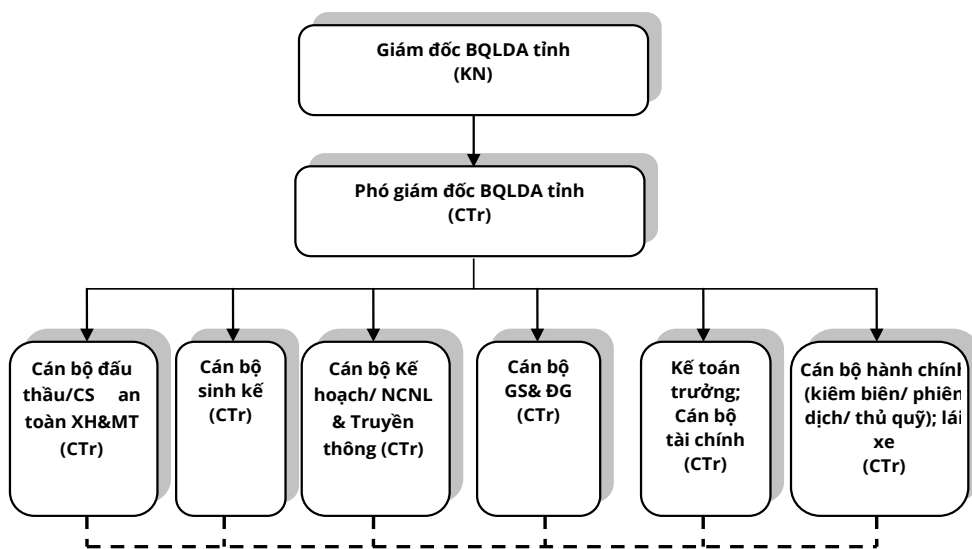 Giám đốc BQLDA tỉnh
(KN)
Phó giám đốc BQLDA tỉnh
(CTr)
Cán bộ đấu
thầu/CS an
toàn XH&MT
(CTr)
Cán bộ
sinh kế
(CTr)
Cán bộ Kế
hoạch/ NCNL
& Truyền
thông (CTr)
Cán bộ
GS& ĐG
(CTr)
Kế toán
trưởng;
Cán bộ
tài chính
(CTr)
Cán bộ hành chính
(kiêm biên/ phiên
dịch/ thủ quỹ); lái
xe
(CTr)